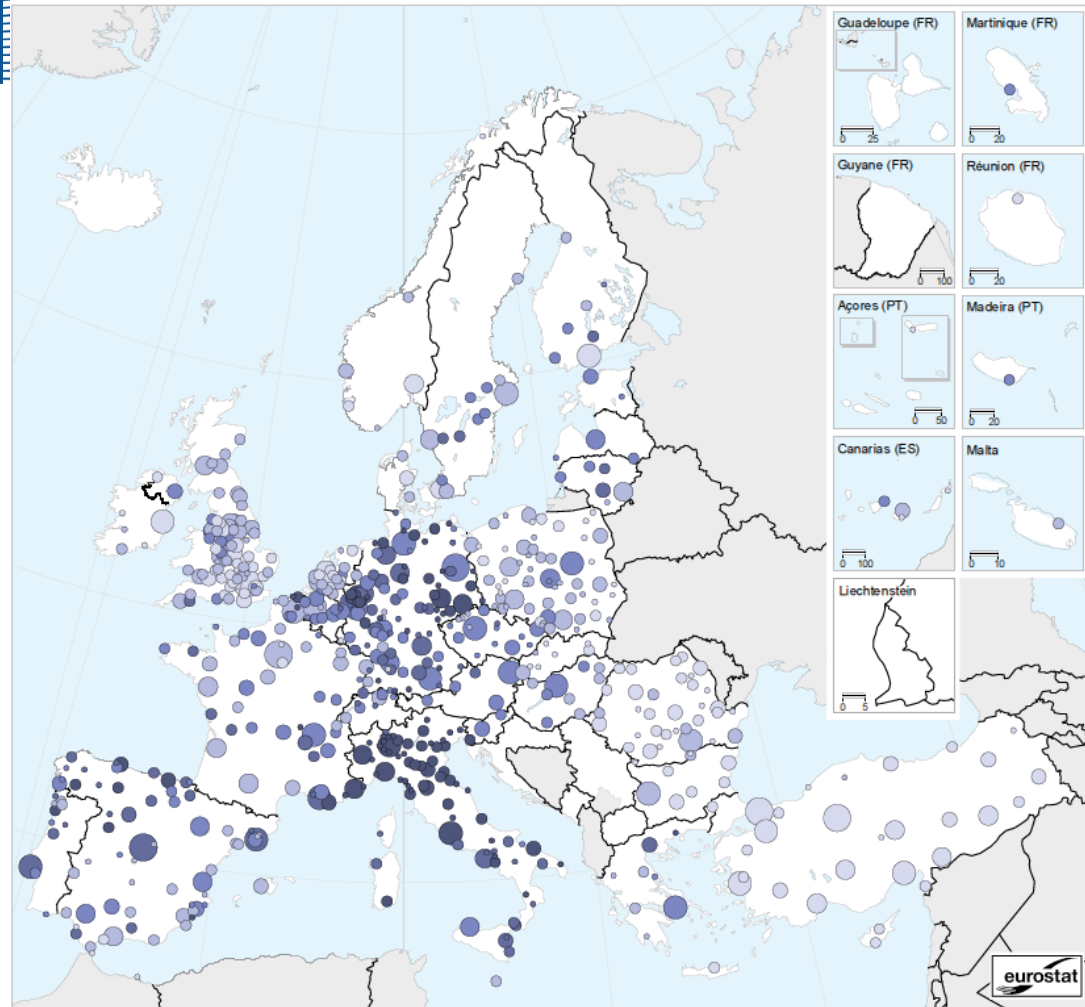 Guadeloupe (FR)
0 25
Martinique (FR)
0 20
Guyane (FR)
0 100
Réunion (FR)
0 20
Açores (PT)
0 50
Madeira (PT)
0 20
Canarias (ES)
0 100
Malta
0 10
Liechtenstein
0 5
eurostat